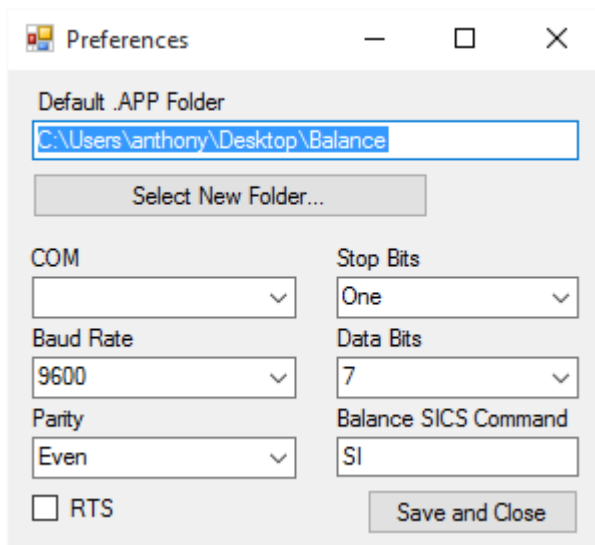 Preferences
Default .APP Folder
C:\Users\anthony\Desktop\Balance
Select New Folder...
COM
Stop Bits
One
Baud Rate
Data Bits
9600
7
Parity
Balance SICS Command
Even
SI
RTS
Save and Close